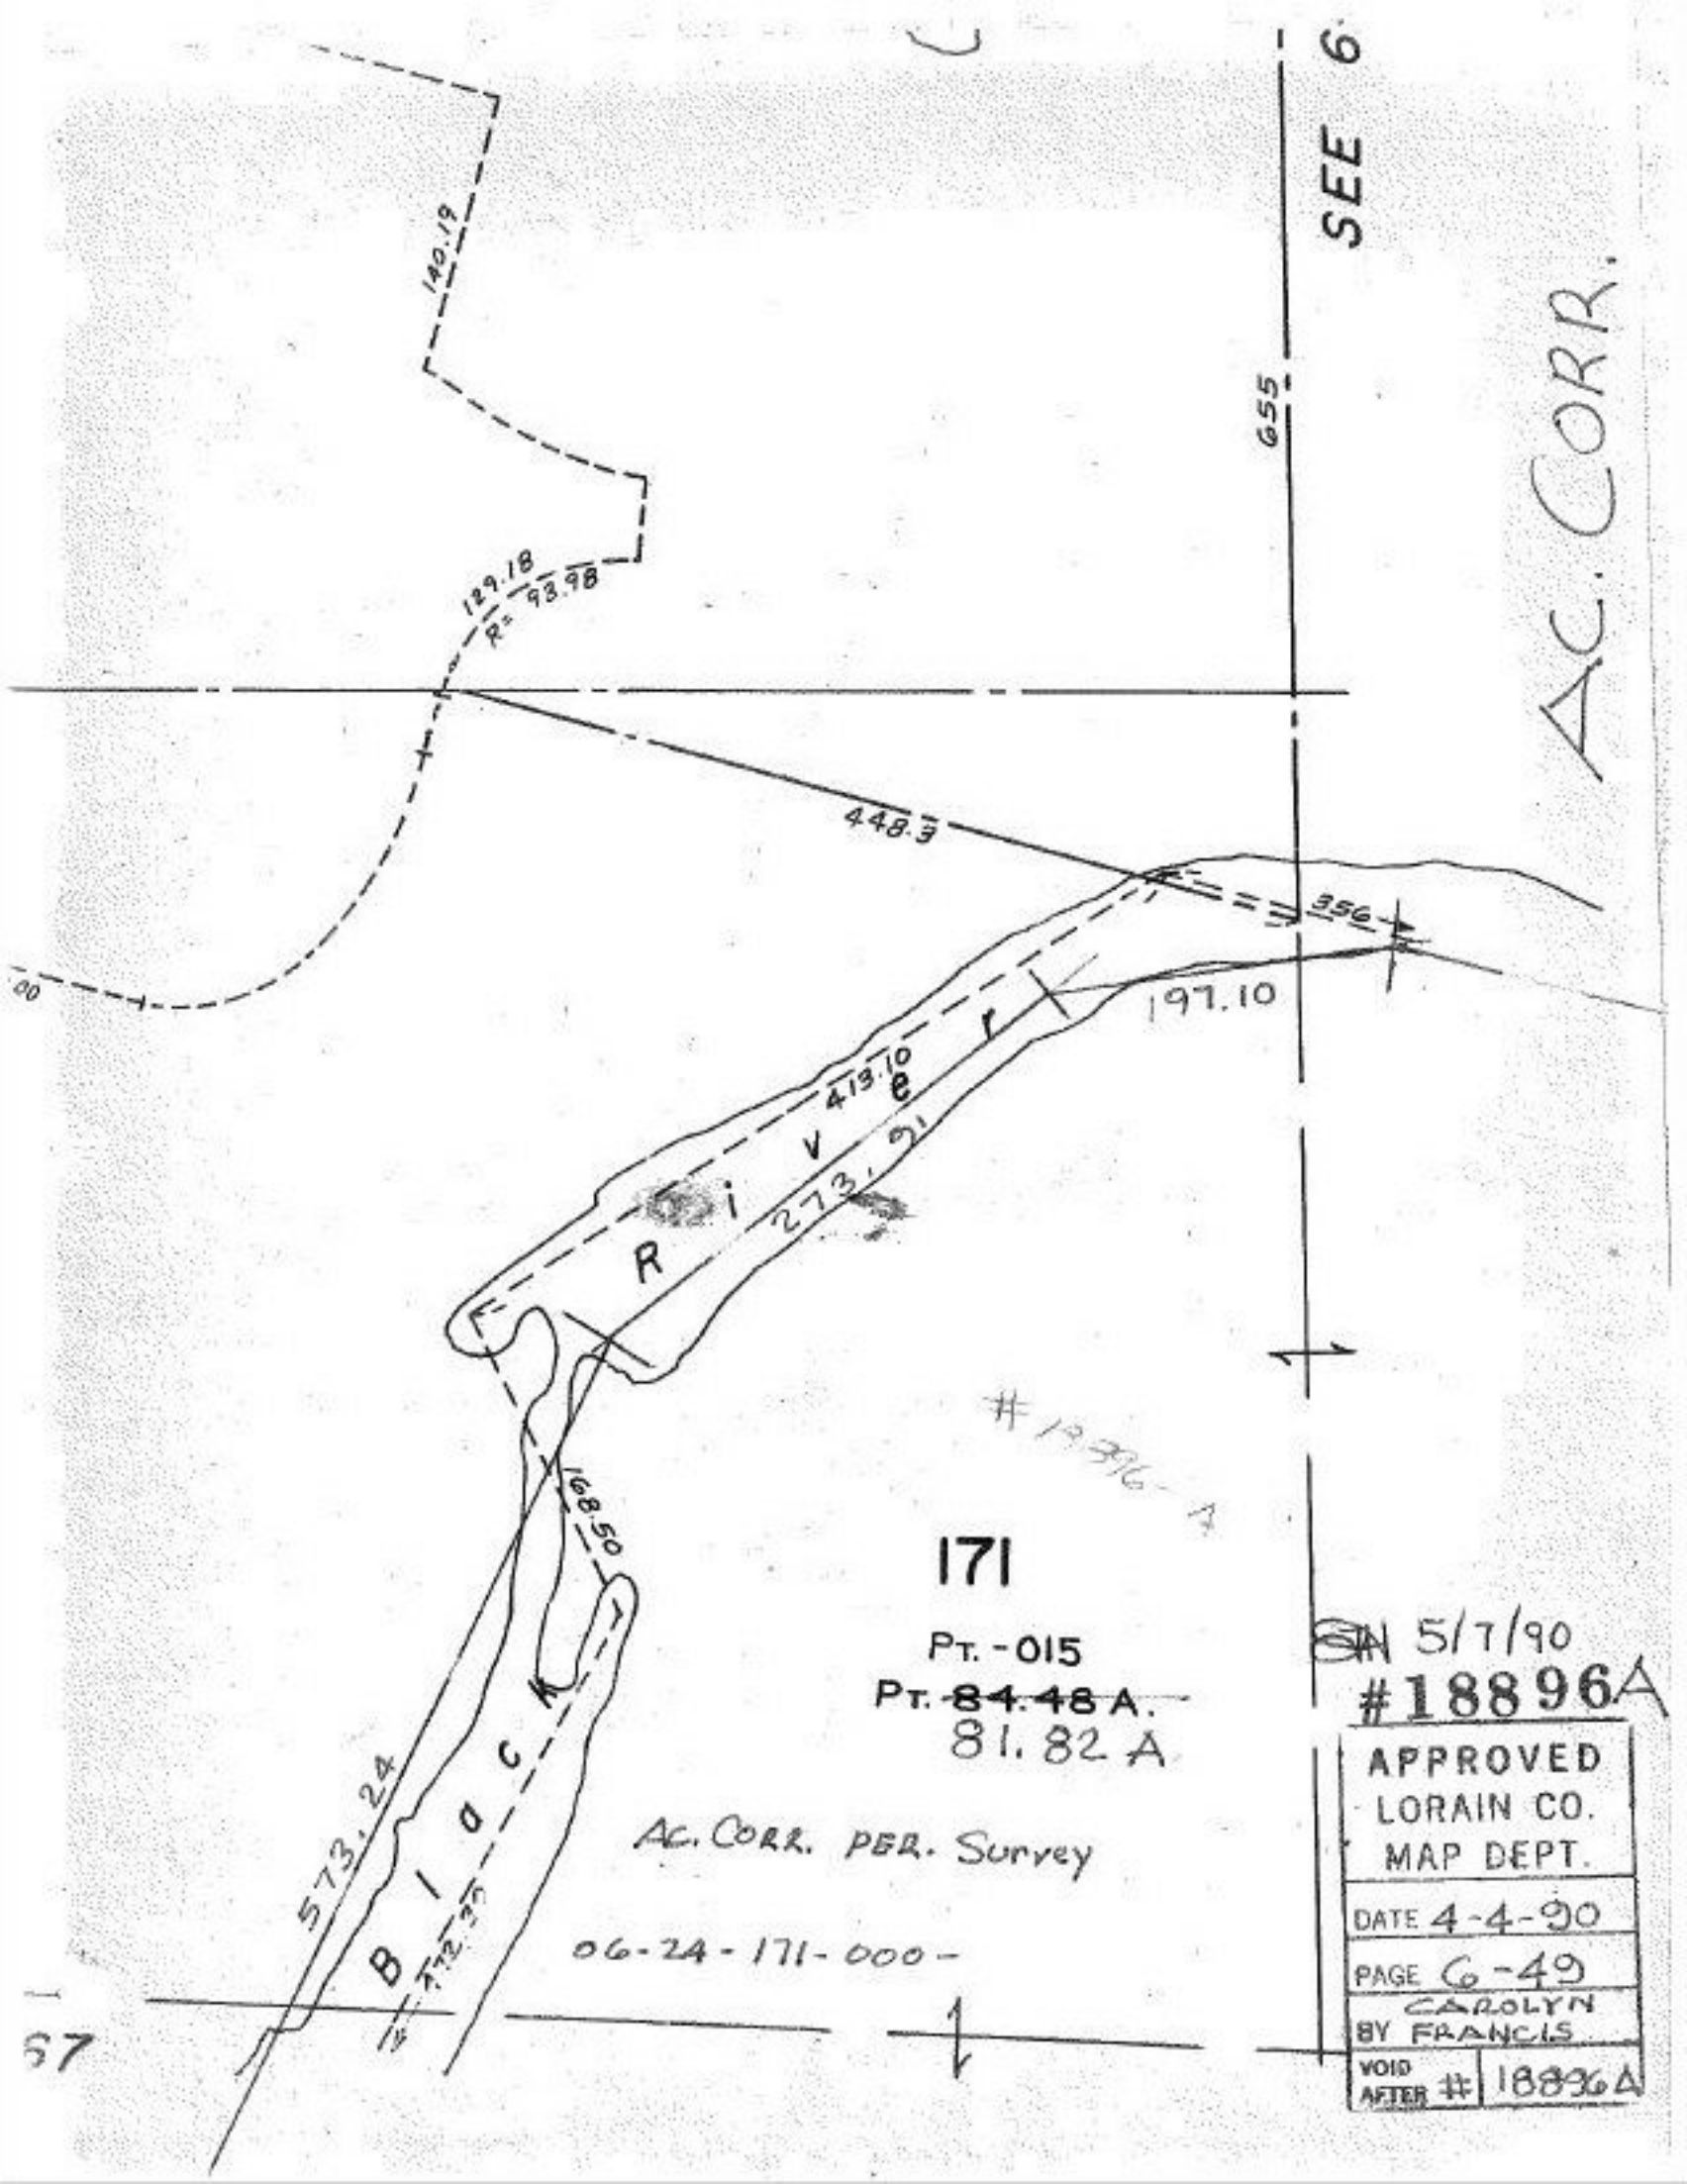 SEE 6
140.19
655
AC. CORR.
129.18
R= 93.98
448.3
356
00
197.10
413.10
273.91
River
168.50
171
PT. -015
PT. 84.48 A.
81.82 A
5/7/90
#18896A
APPROVED
LORAIN CO.
MAP DEPT.
DATE 4-4-90
PAGE 6-49
CAROLYN
BY FRANCIS
VOID
AFTER # 18896A
Black
573.24
AC. CORR. PER. Survey
06-24-171-000-
67